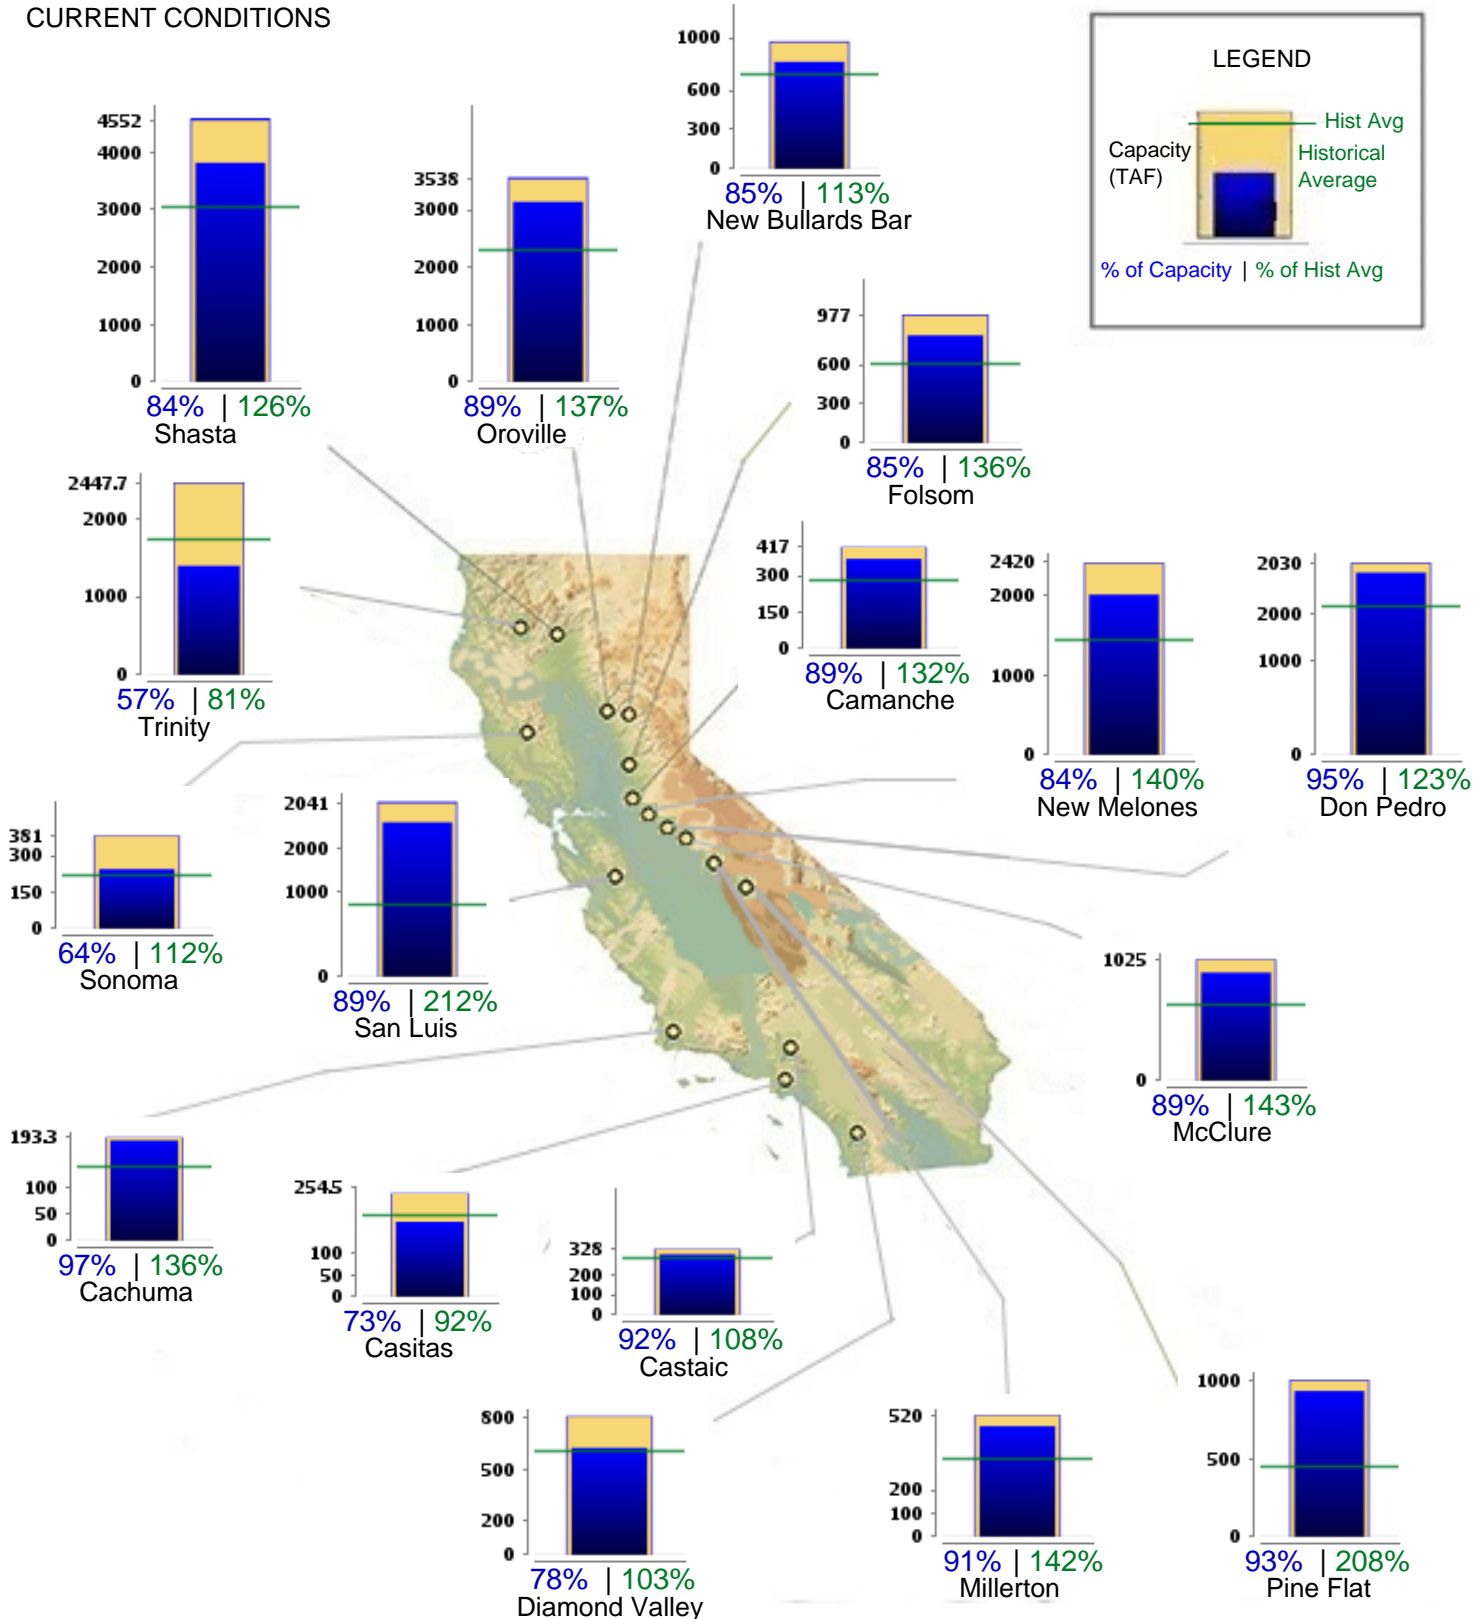 CURRENT CONDITIONS
1000
600
300
0
85% | 113%
New Bullards Bar
LEGEND
Hist Avg
Capacity
(TAF)
Historical
Average
% of Capacity | % of Hist Avg
4552
4000
3000
2000
1000
0
84% | 126%
Shasta
3538
3000
2000
1000
0
89% | 137%
Oroville
977
600
300
0
85% | 136%
Folsom
2447.7
2000
1000
0
57% | 81%
Trinity
417
300
150
0
89% | 132%
Camanche
2420
2000
1000
0
84% | 140%
New Melones
2030
2000
1000
0
95% | 123%
Don Pedro
381
300
150
0
64% | 112%
Sonoma
2041
2000
1000
0
89% | 212%
San Luis
1025
0
89% | 143%
McClure
193.3
100
50
0
97% | 136%
Cachuma
254.5
100
50
0
73% | 92%
Casitas
328
200
100
0
92% | 108%
Castaic
800
500
200
0
78% | 103%
Diamond Valley
520
200
100
0
91% | 142%
Millerton
1000
500
0
93% | 208%
Pine Flat